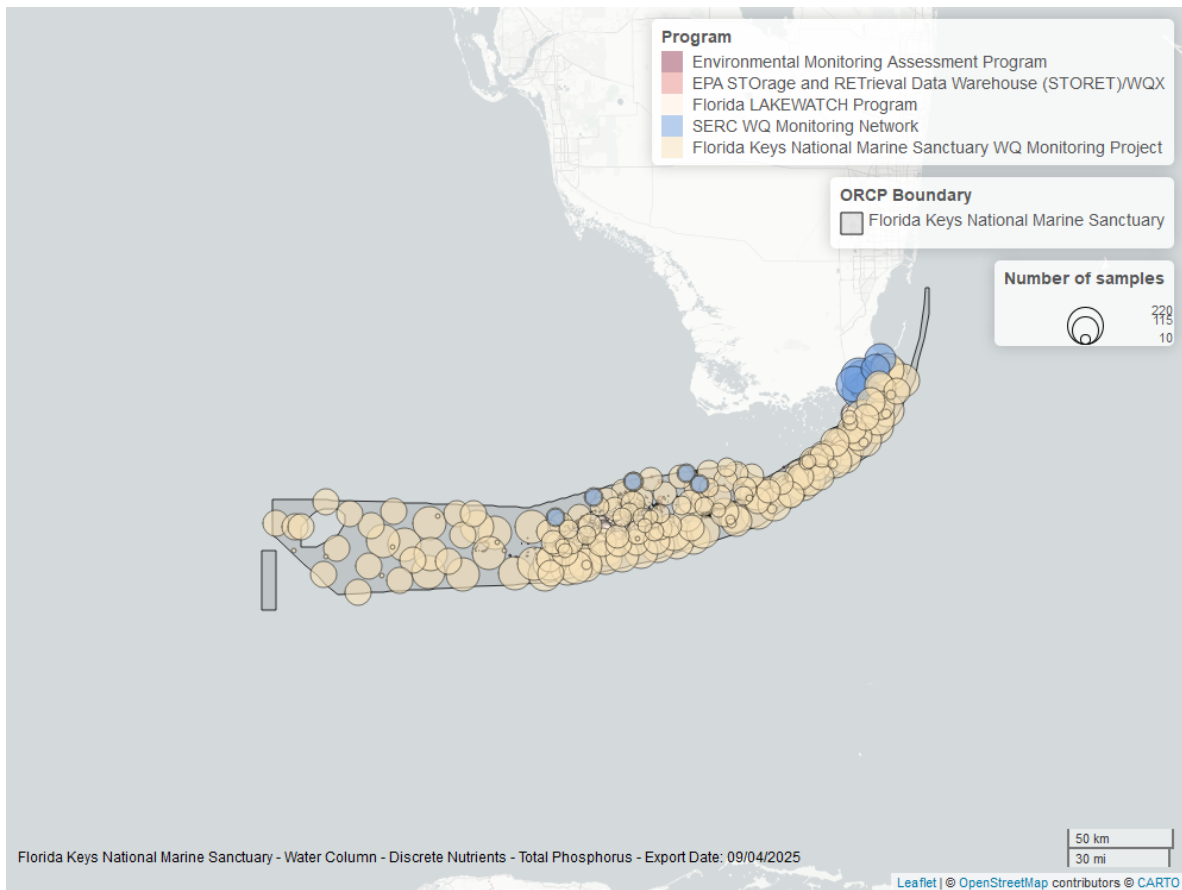 Program
Environmental Monitoring Assessment Program
EPA STOrage and RETrieval Data Warehouse (STORET)/WQX
Florida LAKEWATCH Program
SERC WQ Monitoring Network
Florida Keys National Marine Sanctuary WQ Monitoring Project
ORCP Boundary
Florida Keys National Marine Sanctuary
Number of samples
220
115
10
50 km
30 mi
Florida Keys National Marine Sanctuary - Water Column - Discrete Nutrients - Total Phosphorus - Export Date: 09/04/2025
Leaflet | © OpenStreetMap contributors © CARTO